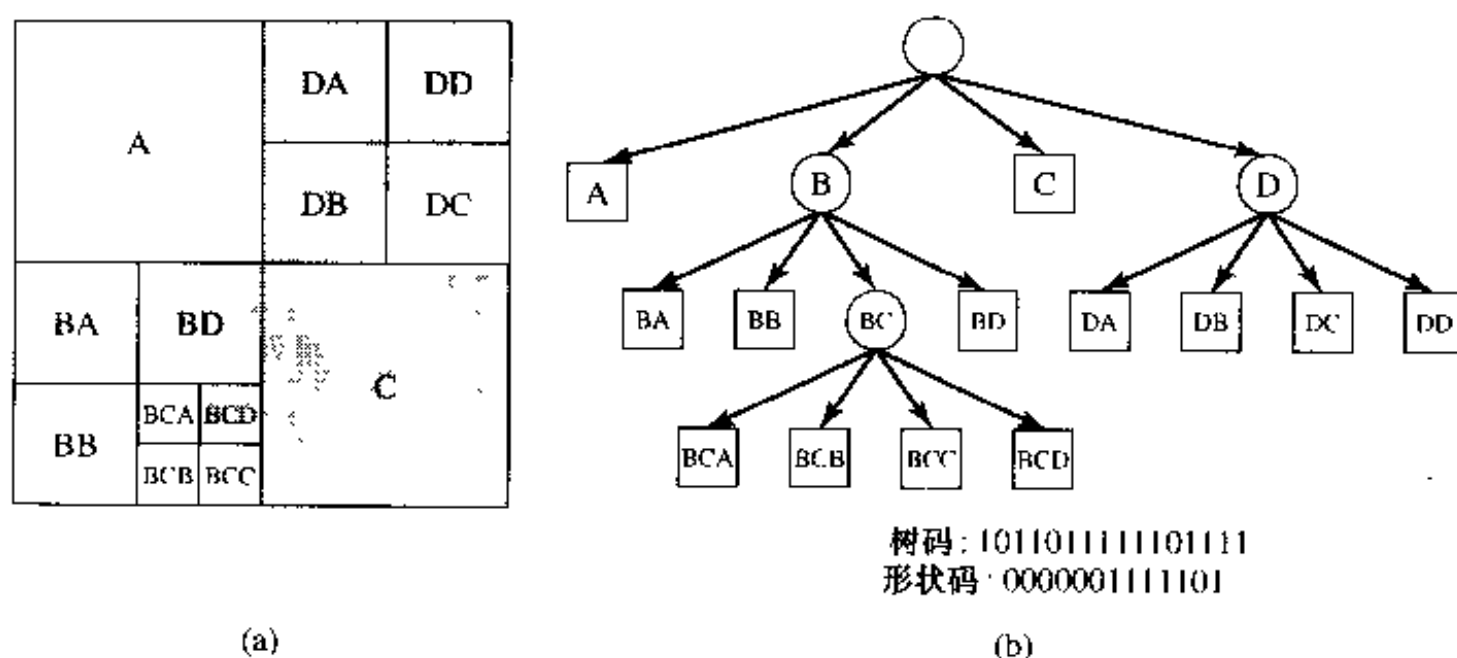 DA DD
A
DB DC
BA BD
C
BCA BCD
BB
BCB BCC
(a)
A B C D
BA BB BC BD DA DB DC DD
BCA BCB BCC BCD
树码: 1011011111101111
形状码: 0000001111101
(b)